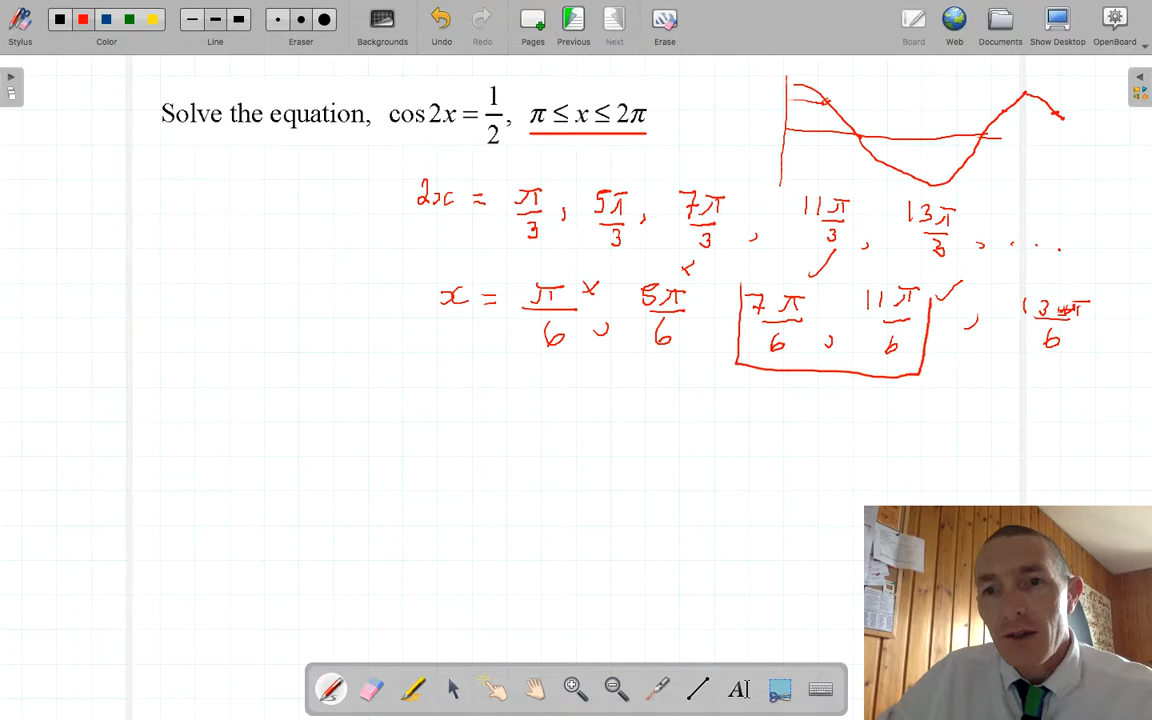 Stylus Color Line Eraser Backgrounds Undo Redo Pages Previous Next Erase Board Web Documents Show Desktop OpenBoard
Solve the equation, cos 2x = 1/2, π ≤ x ≤ 2π
2x = π/3, 5π/3, 7π/3, 11π/3, 13π/3, ....
x = π/6 ×, 5π/6 × 7π/6 ✓, 11π/6 ✓, 13π/6
AI